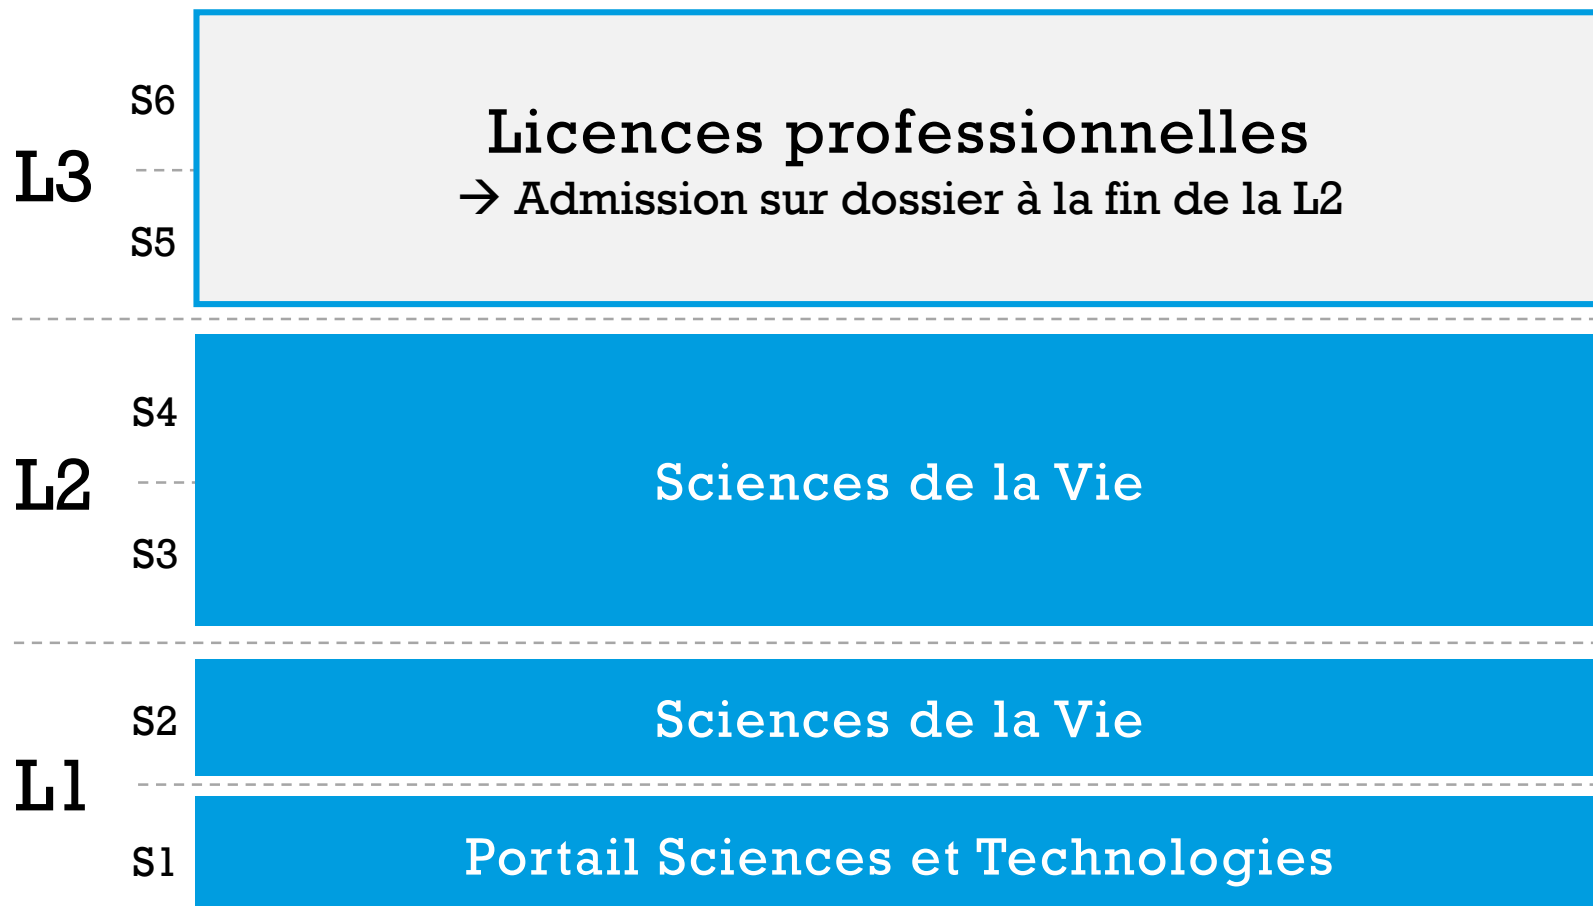 S6
Licences professionnelles
L3
→ Admission sur dossier à la fin de la L2
S5
S4
L2
Sciences de la Vie
S3
S2
Sciences de la Vie
L1
S1
Portail Sciences et Technologies